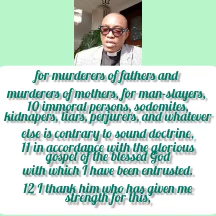 for murderers of fathers and
murderers of mothers, for man-slayers,
10 immoral persons, sodomites,
kidnapers, liars, perjurers, and whatever
else is contrary to sound doctrine,
11 in accordance with the glorious
gospel of the blessed God
with which I have been entrusted.
12 I thank him who has given me
strength for this,